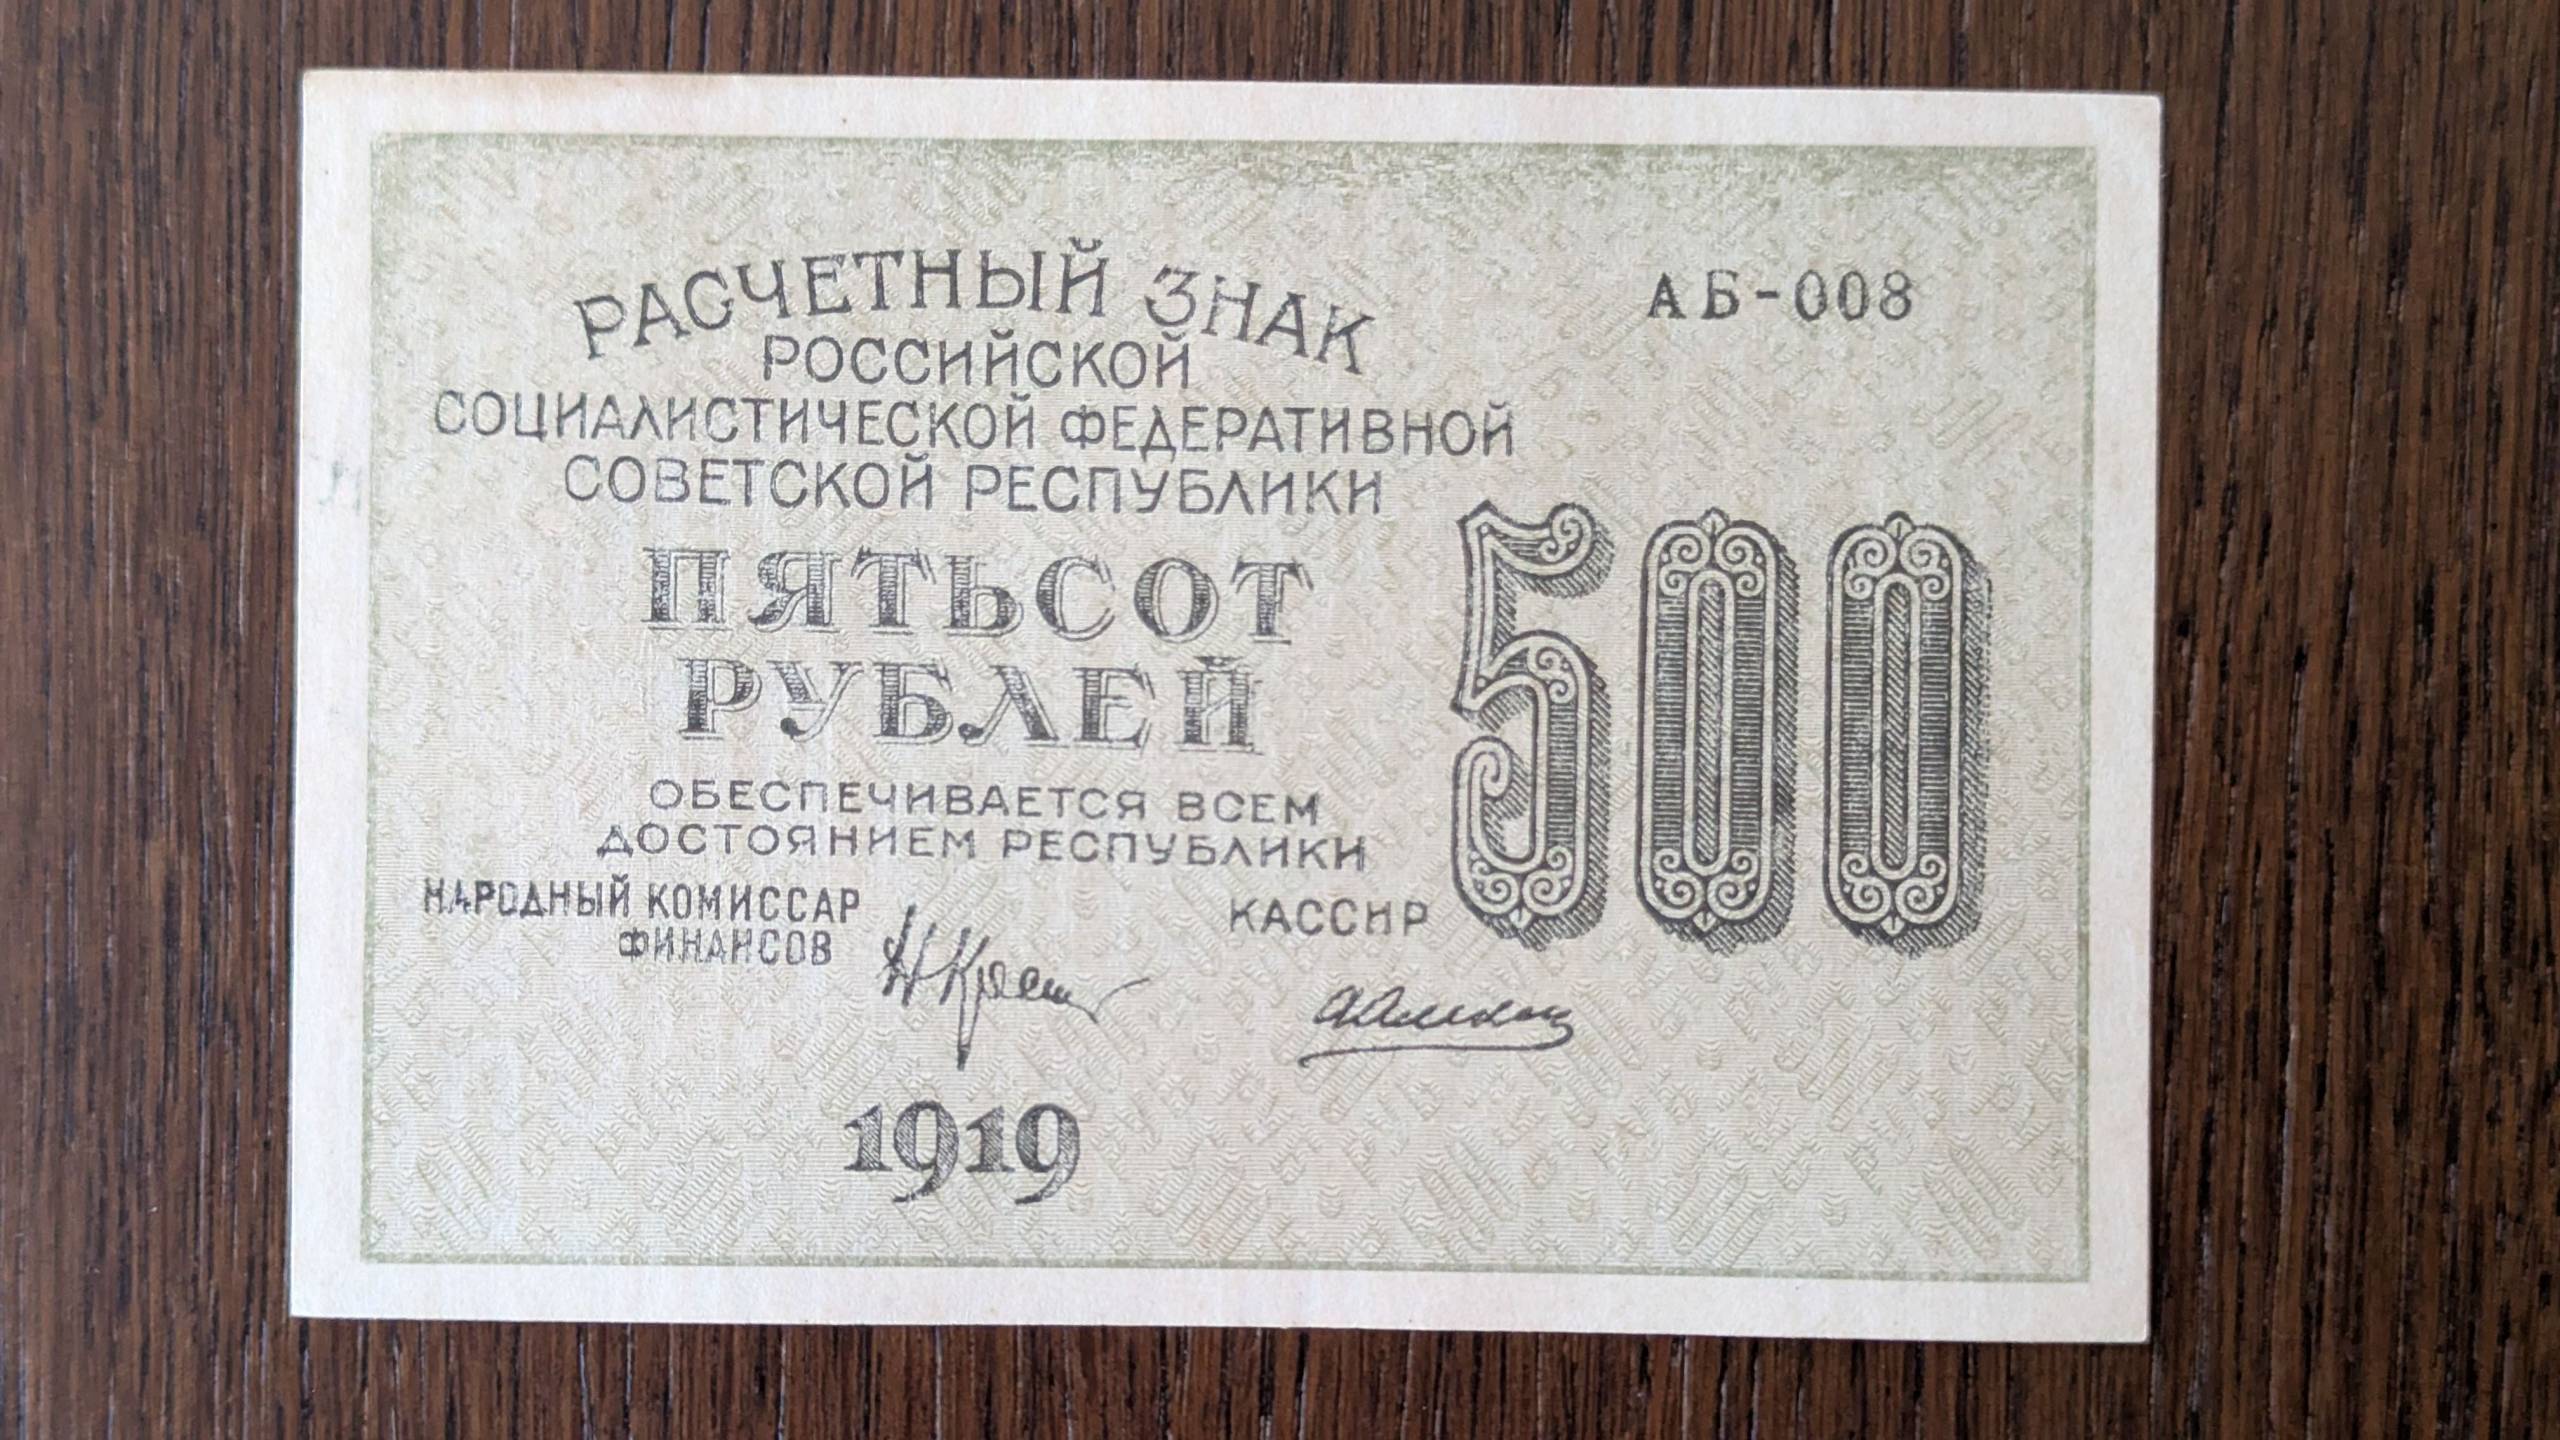 РАСЧЕТНЫЙ ЗНАК
АБ-008
РОССИЙСКОЙ
СОЦИАЛИСТИЧЕСКОЙ ФЕДЕРАТИВНОЙ
СОВЕТСКОЙ РЕСПУБЛИКИ
ПЯТЬСОТ
РУБЛЕЙ
500
ОБЕСПЕЧИВАЕТСЯ ВСЕМ
ДОСТОЯНИЕМ РЕСПУБЛИКИ
НАРОДНЫЙ КОМИССАР
ФИНАНСОВ
КАССИР
1919